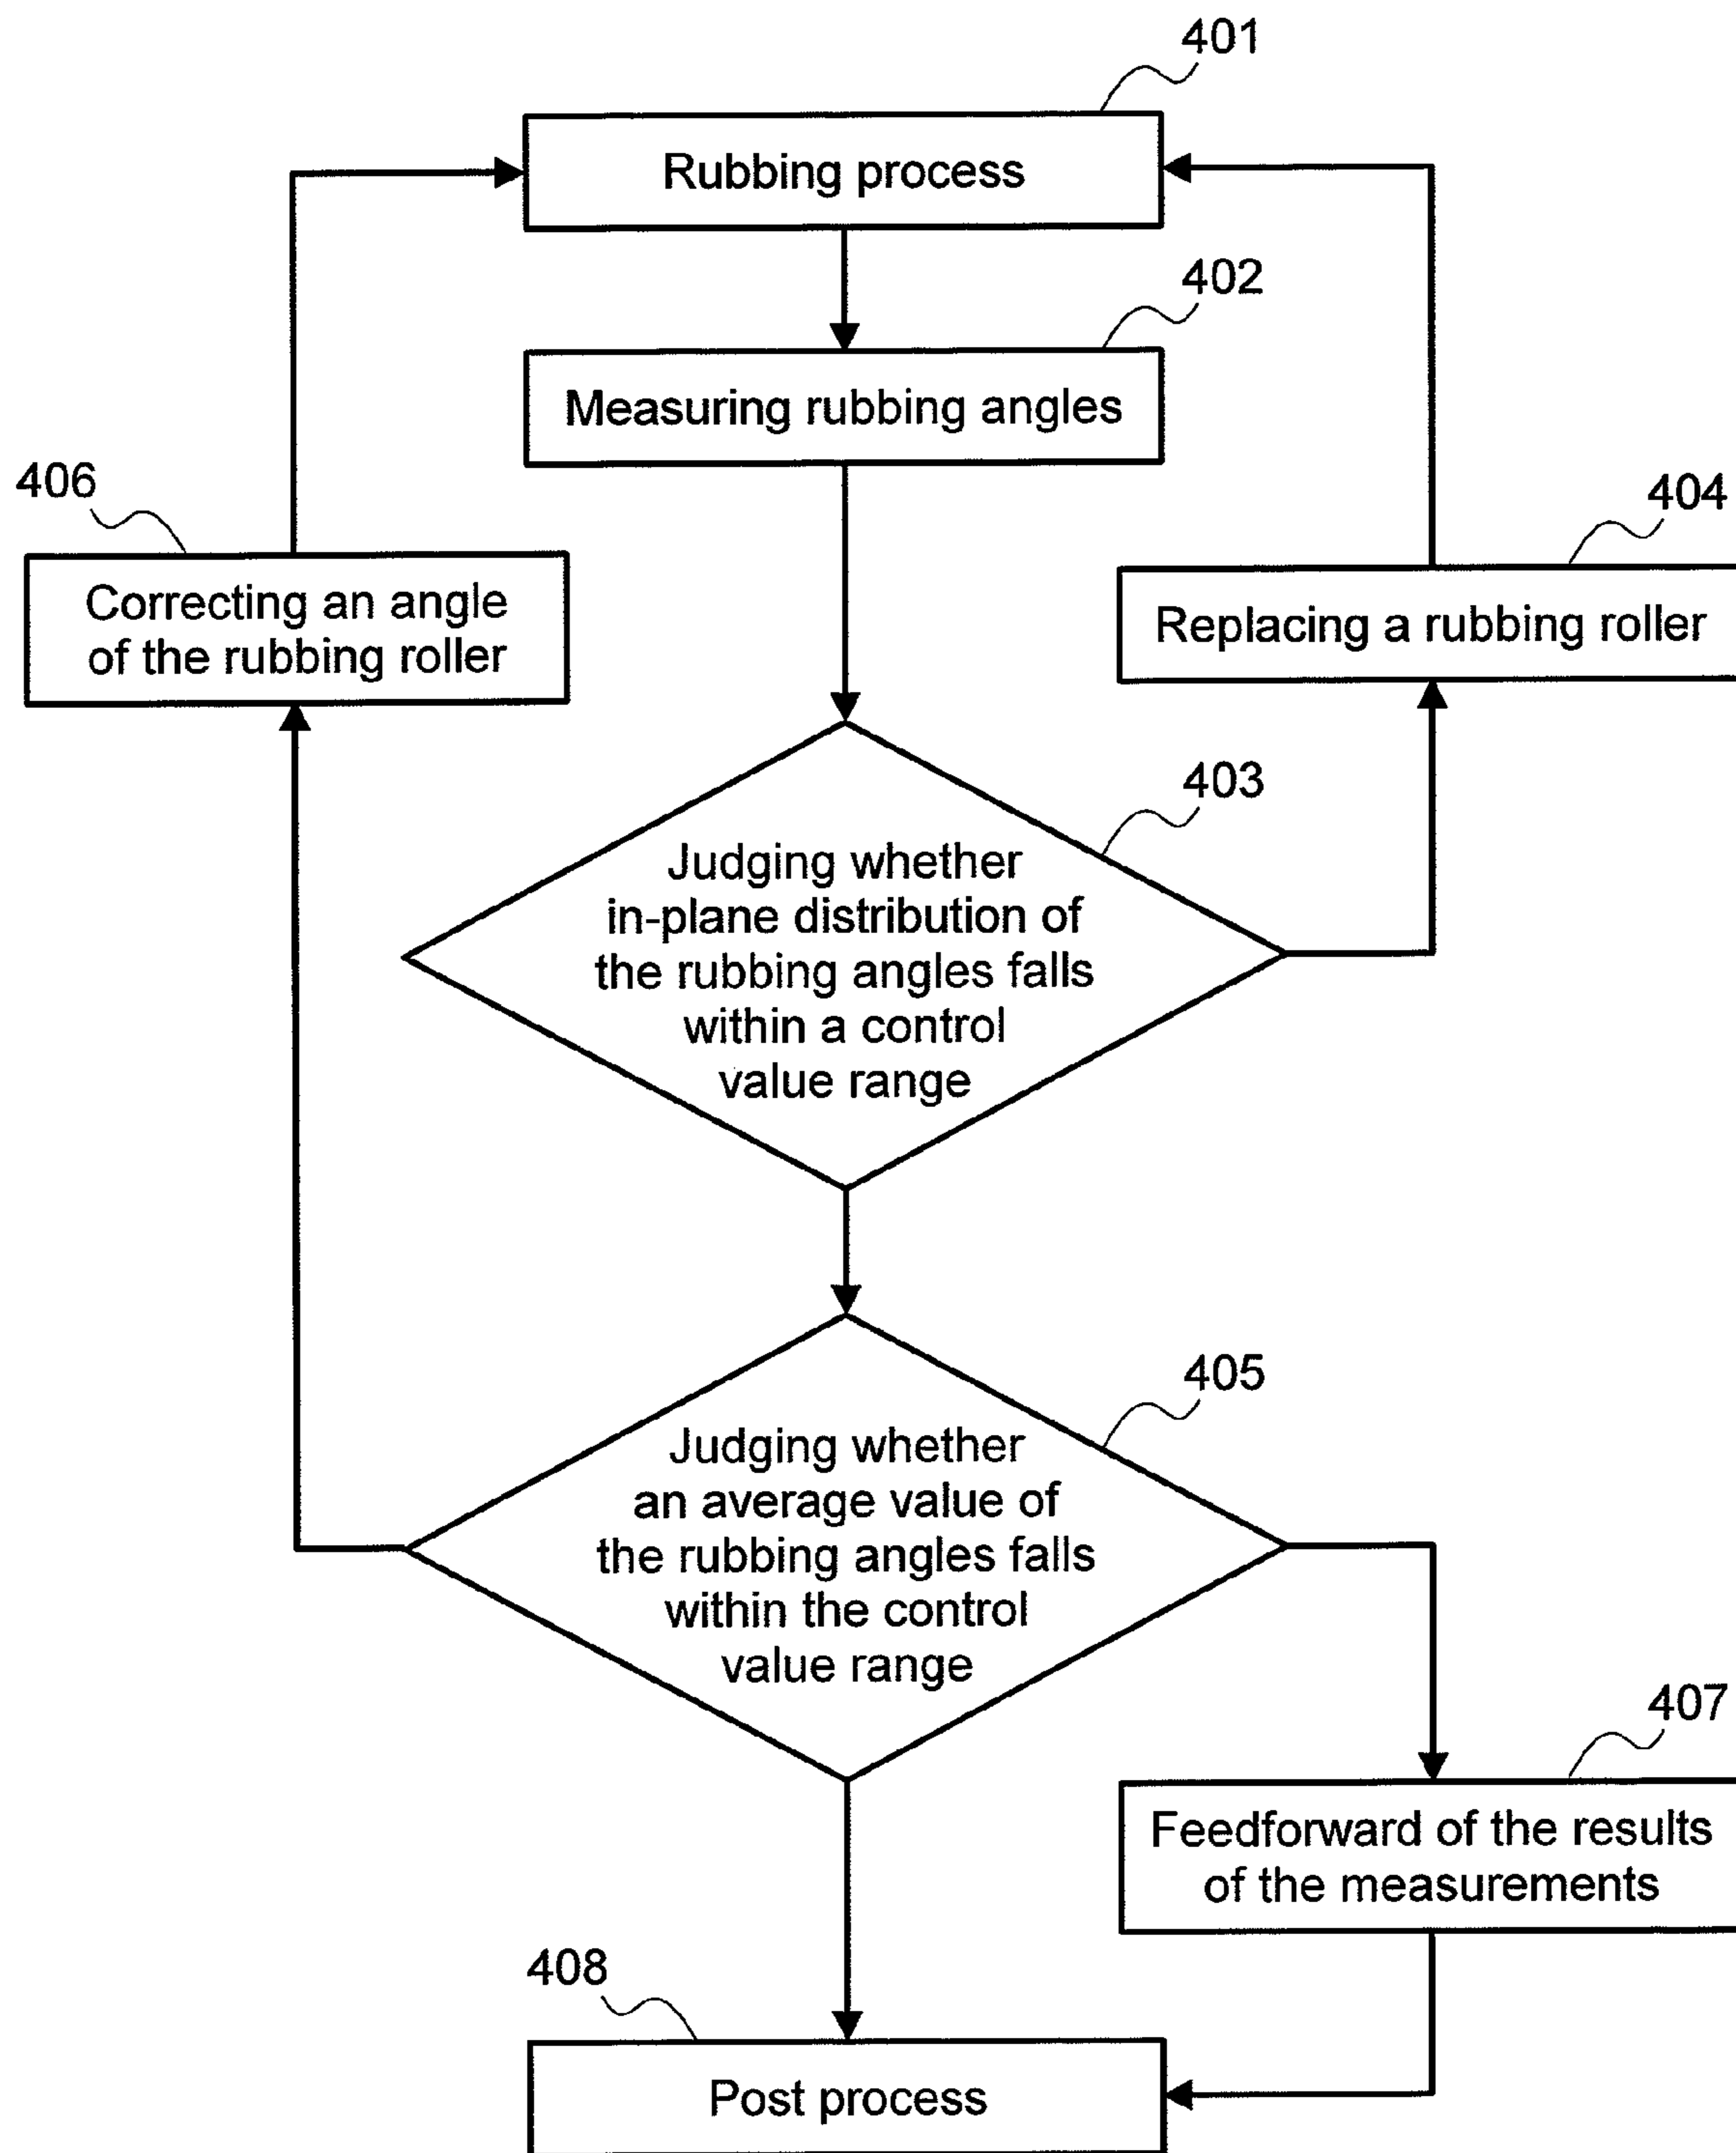 401
Rubbing process
402
Measuring rubbing angles
406
Correcting an angle
of the rubbing roller
404
Replacing a rubbing roller
403
Judging whether
in-plane distribution of
the rubbing angles falls
within a control
value range
405
Judging whether
an average value of
the rubbing angles falls
within the control
value range
407
Feedforward of the results
of the measurements
408
Post process